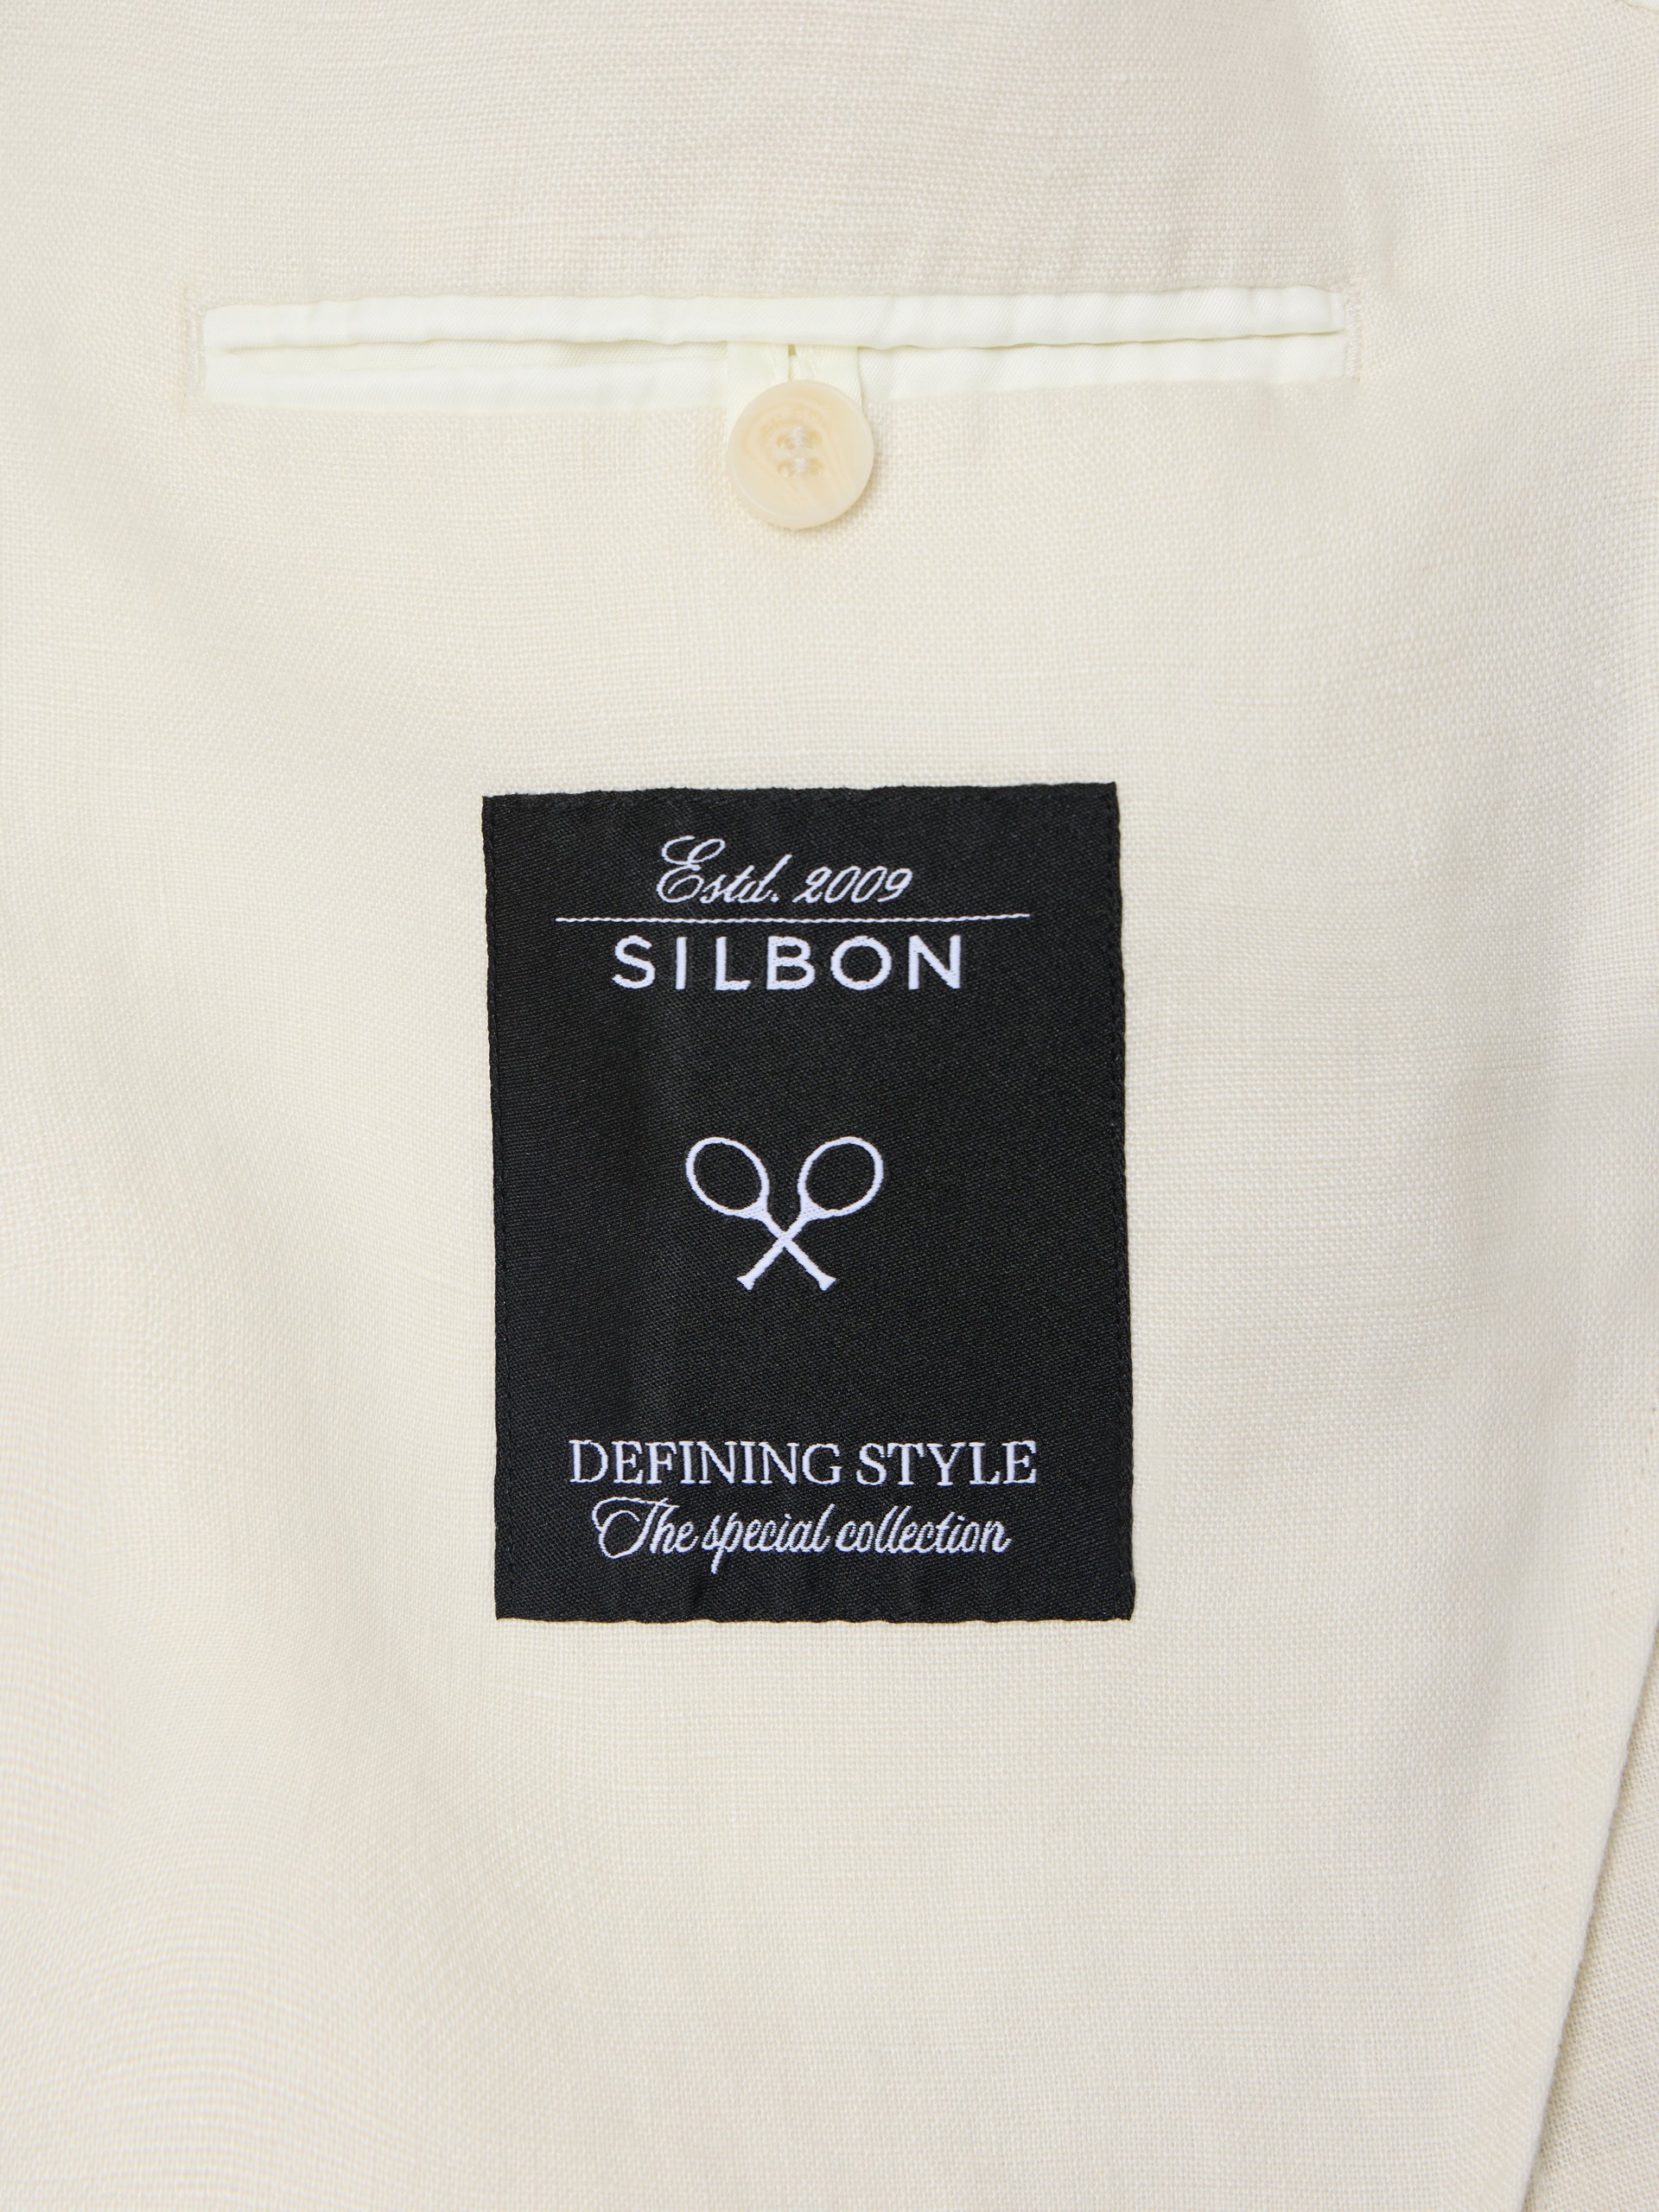 Estd. 2009
SILBON
DEFINING STYLE
The special collection